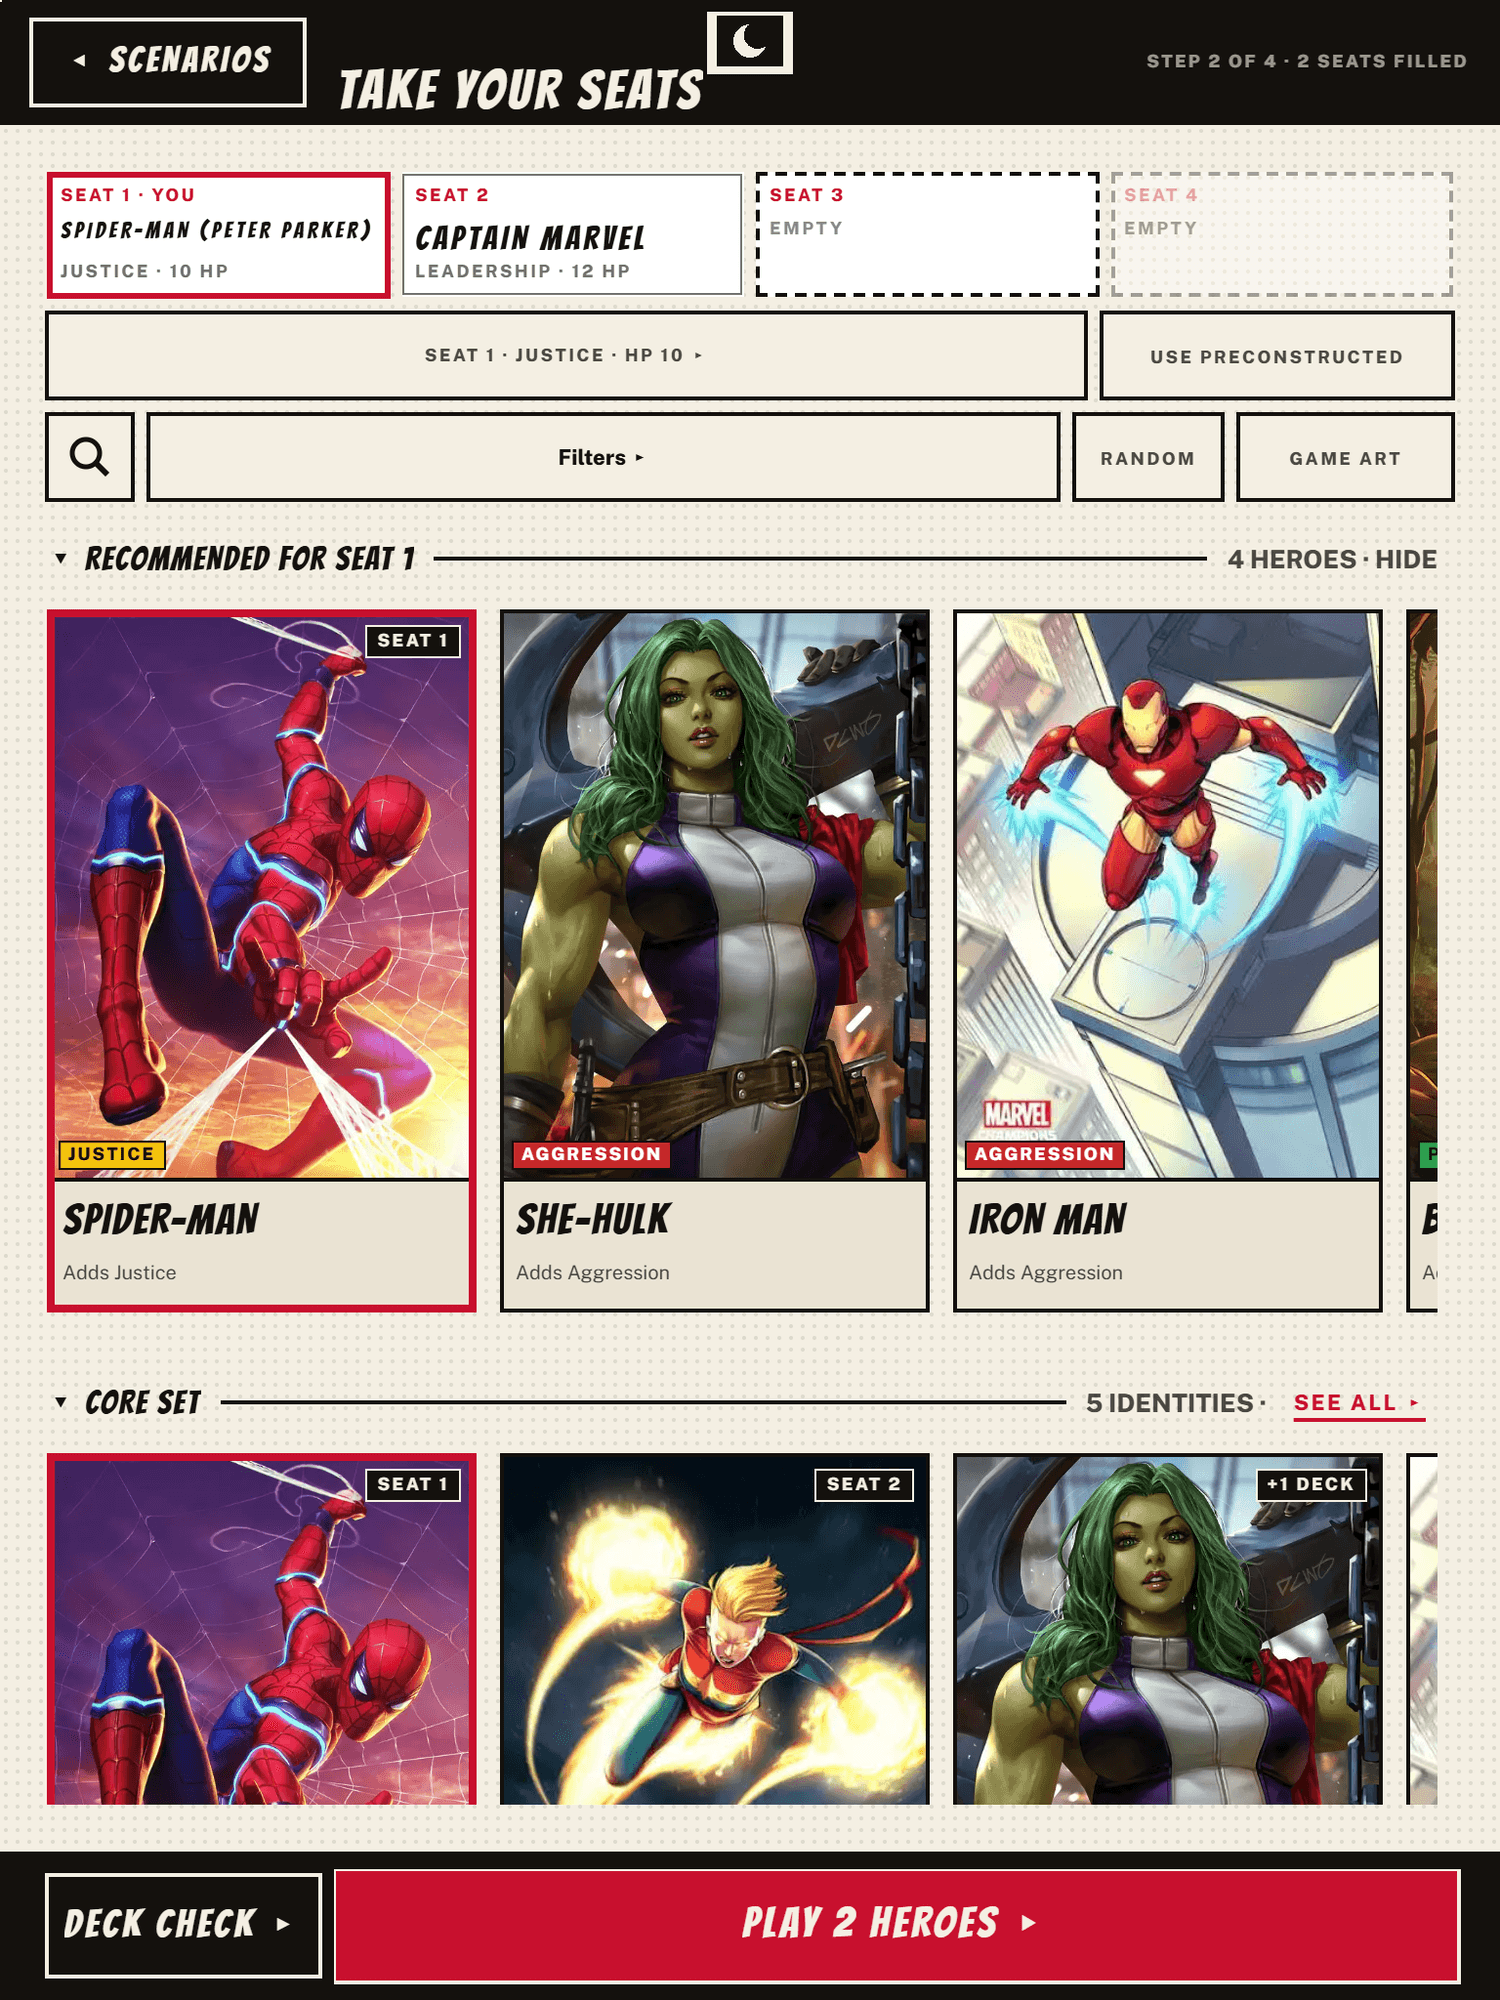 ◂ SCENARIOS
TAKE YOUR SEATS
STEP 2 OF 4 · 2 SEATS FILLED
SEAT 1 · YOU
SPIDER-MAN (PETER PARKER)
JUSTICE · 10 HP
SEAT 2
CAPTAIN MARVEL
LEADERSHIP · 12 HP
SEAT 3
EMPTY
SEAT 4
EMPTY
SEAT 1 · JUSTICE · HP 10 ▸
USE PRECONSTRUCTED
Filters ▸
RANDOM
GAME ART
▾ RECOMMENDED FOR SEAT 1
4 HEROES · HIDE
SEAT 1
JUSTICE
SPIDER-MAN
Adds Justice
AGGRESSION
SHE-HULK
Adds Aggression
MARVEL
CHAMPIONS
AGGRESSION
IRON MAN
Adds Aggression
▾ CORE SET
5 IDENTITIES ·
SEE ALL ▸
SEAT 1
SEAT 2
+1 DECK
DECK CHECK ▸
PLAY 2 HEROES ▸